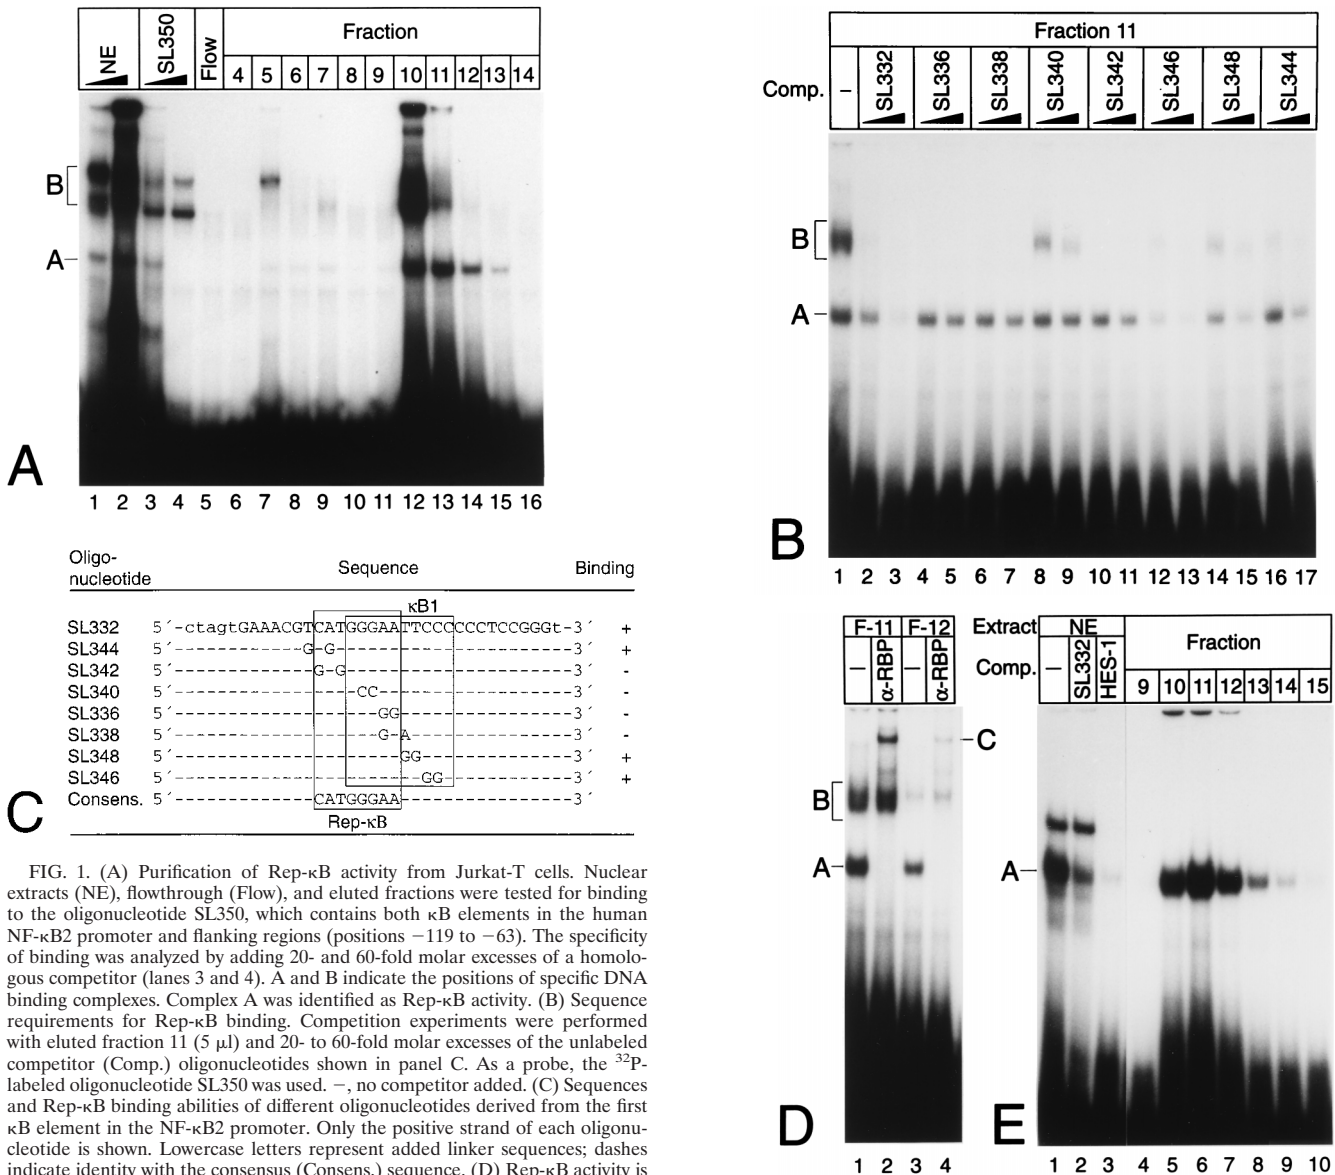 NE
SL350
Flow
Fraction
4 5 6 7 8 9 10 11 12 13 14
B
A
A
1 2 3 4 5 6 7 8 9 10 11 12 13 14 15 16
Fraction 11
Comp. – SL332 SL336 SL338 SL340 SL342 SL346 SL348 SL344
B
A
B
1 2 3 4 5 6 7 8 9 10 11 12 13 14 15 16 17
Oligo-
nucleotide Sequence Binding
κB1
SL332 5´-ctagtGAAACGTCATGGGAATTCCCCCCCTCCGGGt-3´ +
SL344 5´------------G-G----------------------3´ +
SL342 5´-------------G-G---------------------3´ -
SL340 5´-----------------CC------------------3´ -
SL336 5´-------------------GG----------------3´ -
SL338 5´-------------------G-A---------------3´ -
SL348 5´---------------------GG--------------3´ +
SL346 5´-----------------------GG------------3´ +
Consens. 5´-------------CATGGGAA----------------3´
Rep-κB
C
F-11 F-12
– α-RBP – α-RBP
C
B
A
D
1 2 3 4
Extract NE Fraction
Comp. – SL332 HES-1 9 10 11 12 13 14 15
A
E
1 2 3 4 5 6 7 8 9 10
FIG. 1. (A) Purification of Rep-κB activity from Jurkat-T cells. Nuclear
extracts (NE), flowthrough (Flow), and eluted fractions were tested for binding
to the oligonucleotide SL350, which contains both κB elements in the human
NF-κB2 promoter and flanking regions (positions −119 to −63). The specificity
of binding was analyzed by adding 20- and 60-fold molar excesses of a homolo-
gous competitor (lanes 3 and 4). A and B indicate the positions of specific DNA
binding complexes. Complex A was identified as Rep-κB activity. (B) Sequence
requirements for Rep-κB binding. Competition experiments were performed
with eluted fraction 11 (5 μl) and 20- to 60-fold molar excesses of the unlabeled
competitor (Comp.) oligonucleotides shown in panel C. As a probe, the ³²P-
labeled oligonucleotide SL350 was used. −, no competitor added. (C) Sequences
and Rep-κB binding abilities of different oligonucleotides derived from the first
κB element in the NF-κB2 promoter. Only the positive strand of each oligonu-
cleotide is shown. Lowercase letters represent added linker sequences; dashes
indicate identity with the consensus (Consens.) sequence. (D) Rep-κB activity is